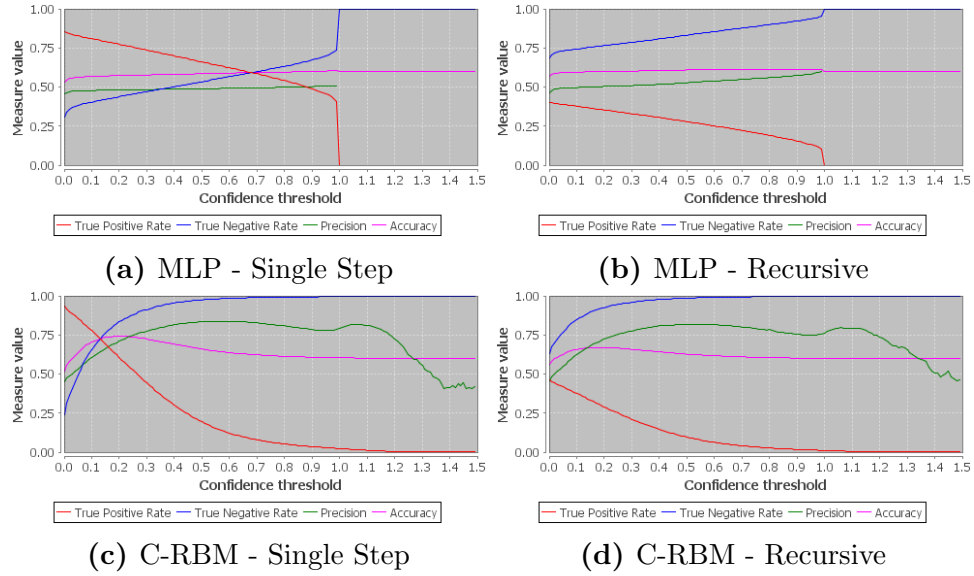 Measure value
1.00
0.75
0.50
0.25
0.00
0.0 0.1 0.2 0.3 0.4 0.5 0.6 0.7 0.8 0.9 1.0 1.1 1.2 1.3 1.4 1.5
Confidence threshold
True Positive Rate True Negative Rate Precision Accuracy
(a) MLP - Single Step
Measure value
1.00
0.75
0.50
0.25
0.00
0.0 0.1 0.2 0.3 0.4 0.5 0.6 0.7 0.8 0.9 1.0 1.1 1.2 1.3 1.4 1.5
Confidence threshold
True Positive Rate True Negative Rate Precision Accuracy
(b) MLP - Recursive
Measure value
1.00
0.75
0.50
0.25
0.00
0.0 0.1 0.2 0.3 0.4 0.5 0.6 0.7 0.8 0.9 1.0 1.1 1.2 1.3 1.4 1.5
Confidence threshold
True Positive Rate True Negative Rate Precision Accuracy
(c) C-RBM - Single Step
Measure value
1.00
0.75
0.50
0.25
0.00
0.0 0.1 0.2 0.3 0.4 0.5 0.6 0.7 0.8 0.9 1.0 1.1 1.2 1.3 1.4 1.5
Confidence threshold
True Positive Rate True Negative Rate Precision Accuracy
(d) C-RBM - Recursive